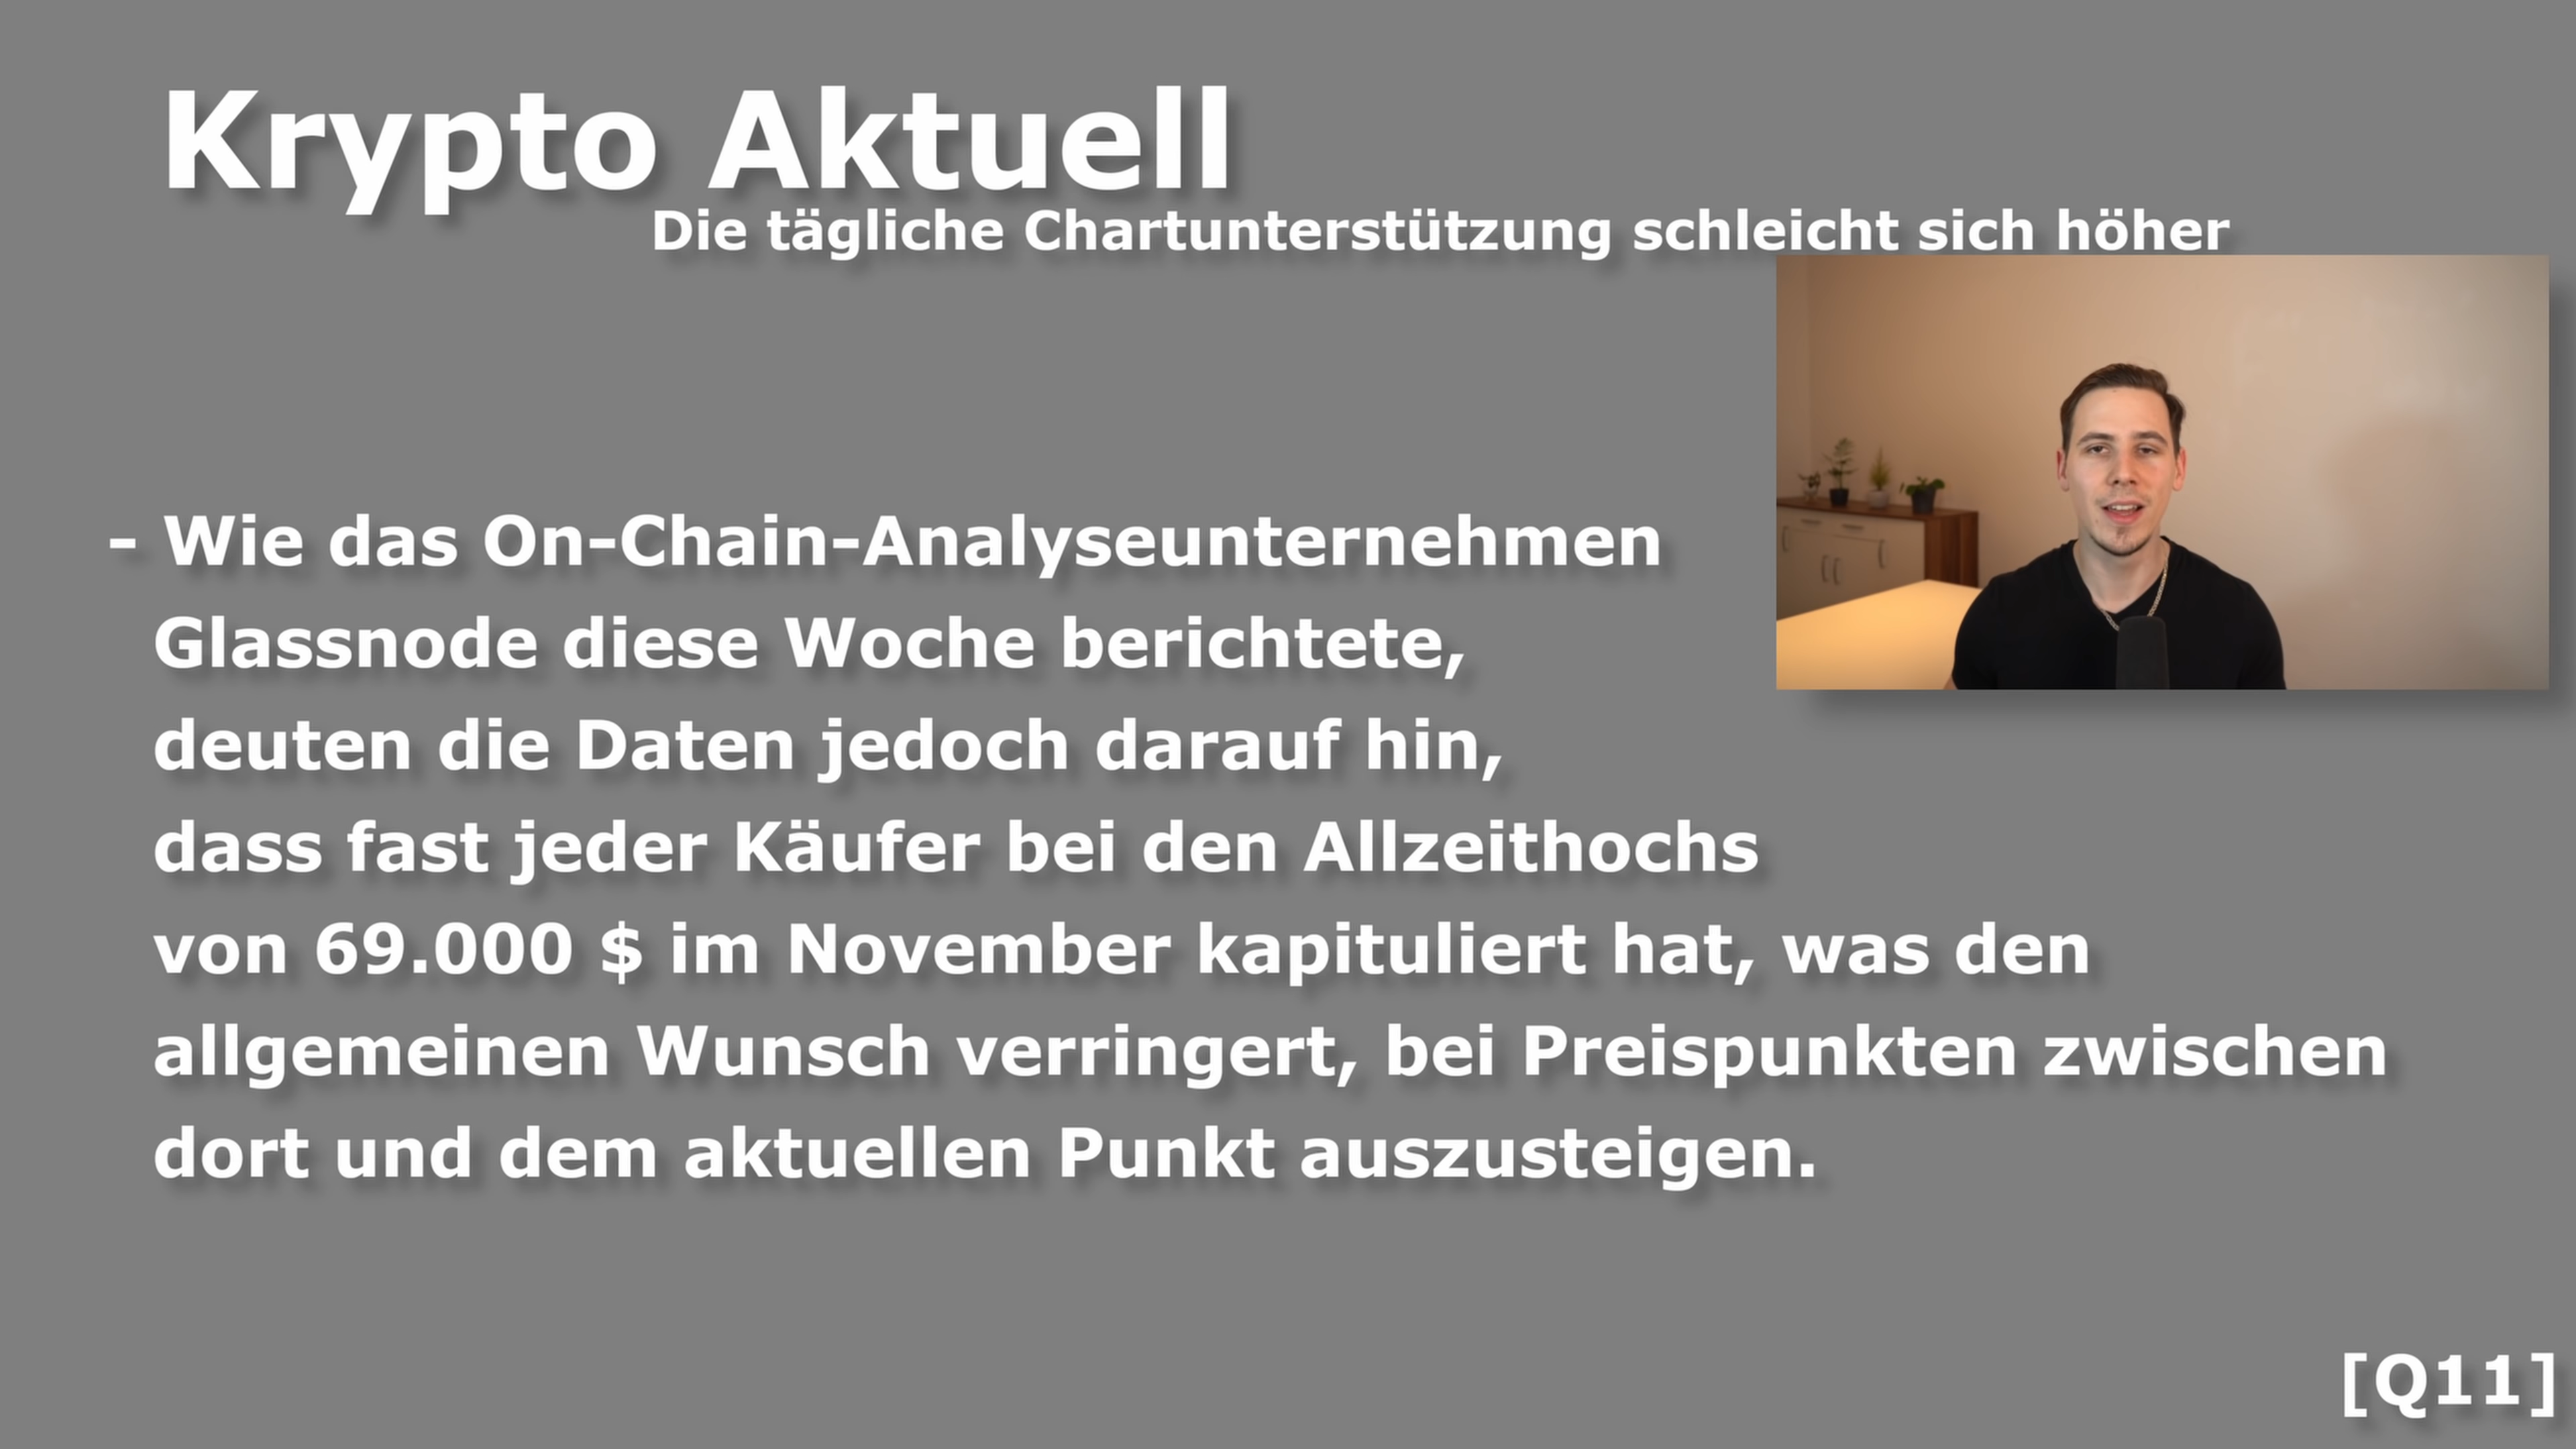 Krypto Aktuell
Die tägliche Chartunterstützung schleicht sich höher
- Wie das On-Chain-Analyseunternehmen
Glassnode diese Woche berichtete,
deuten die Daten jedoch darauf hin,
dass fast jeder Käufer bei den Allzeithochs
von 69.000 $ im November kapituliert hat, was den
allgemeinen Wunsch verringert, bei Preispunkten zwischen
dort und dem aktuellen Punkt auszusteigen.
[Q11]